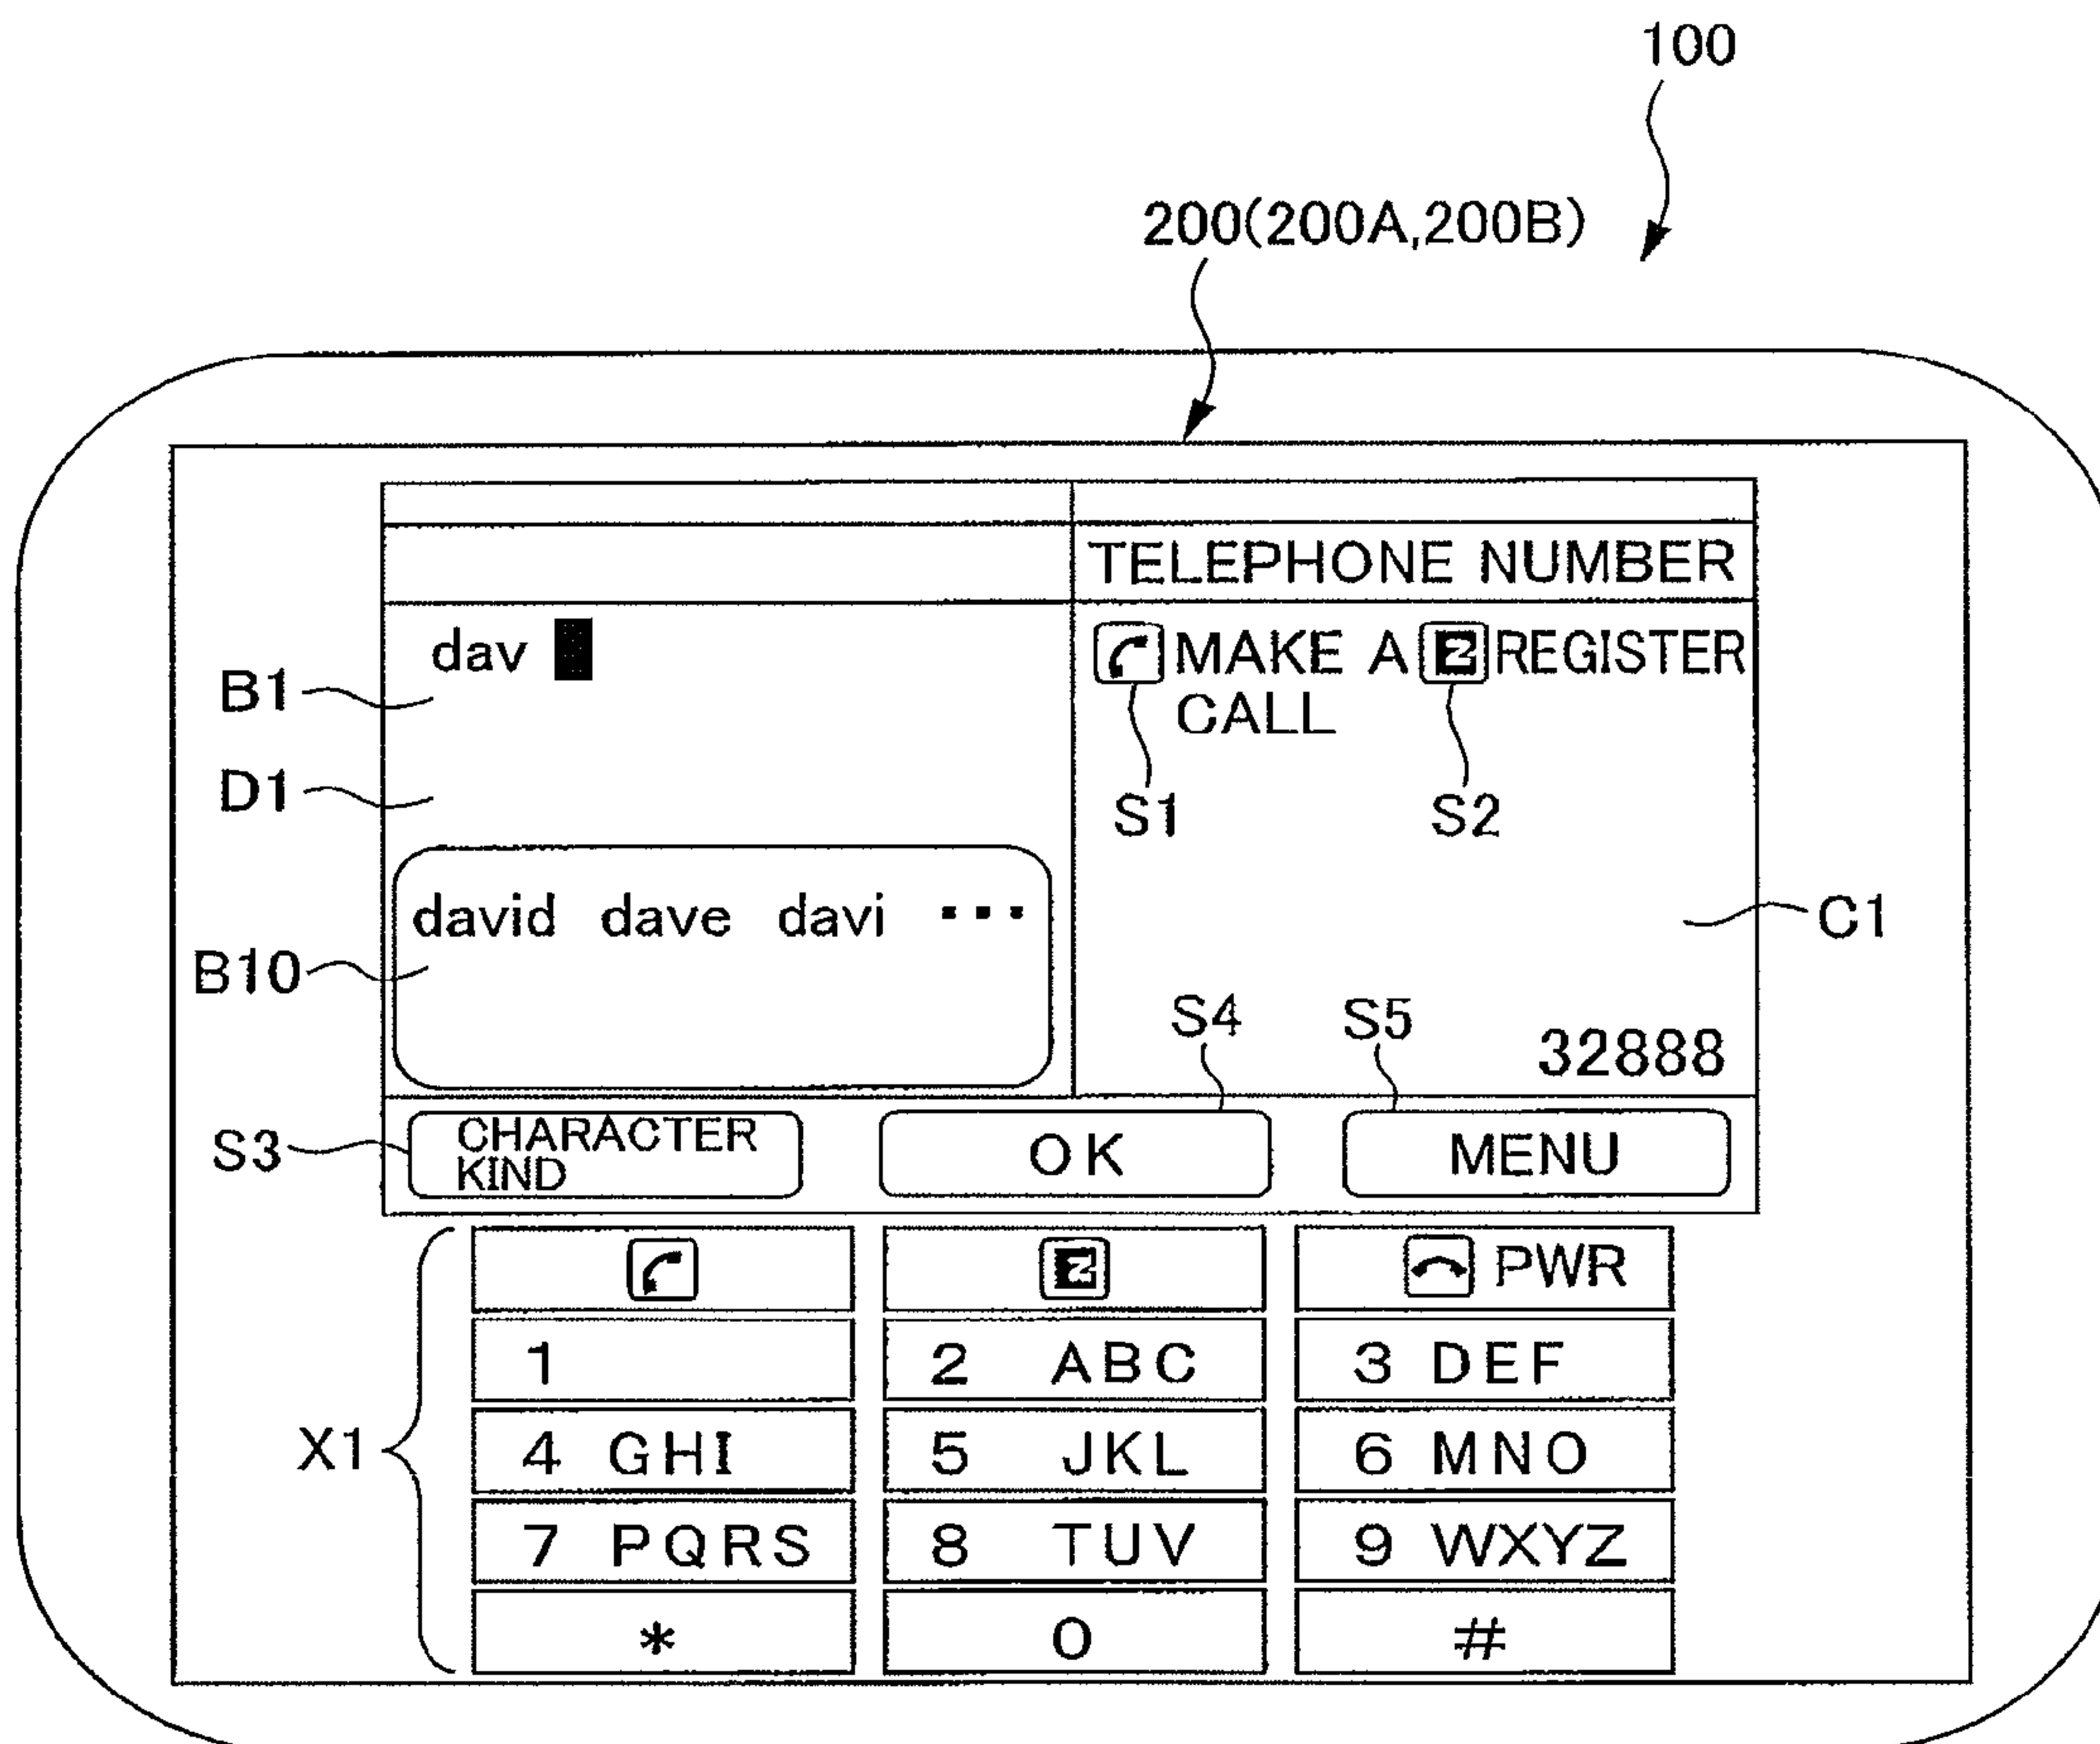 100
200(200A,200B)
TELEPHONE NUMBER
dav
MAKE A REGISTER
CALL
B1
D1
S1 S2
david dave davi ･･･
B10
C1
S4 S5
32888
S3
CHARACTER
KIND
OK
MENU
PWR
1 2 ABC 3 DEF
X1
4 GHI 5 JKL 6 MNO
7 PQRS 8 TUV 9 WXYZ
* 0 #